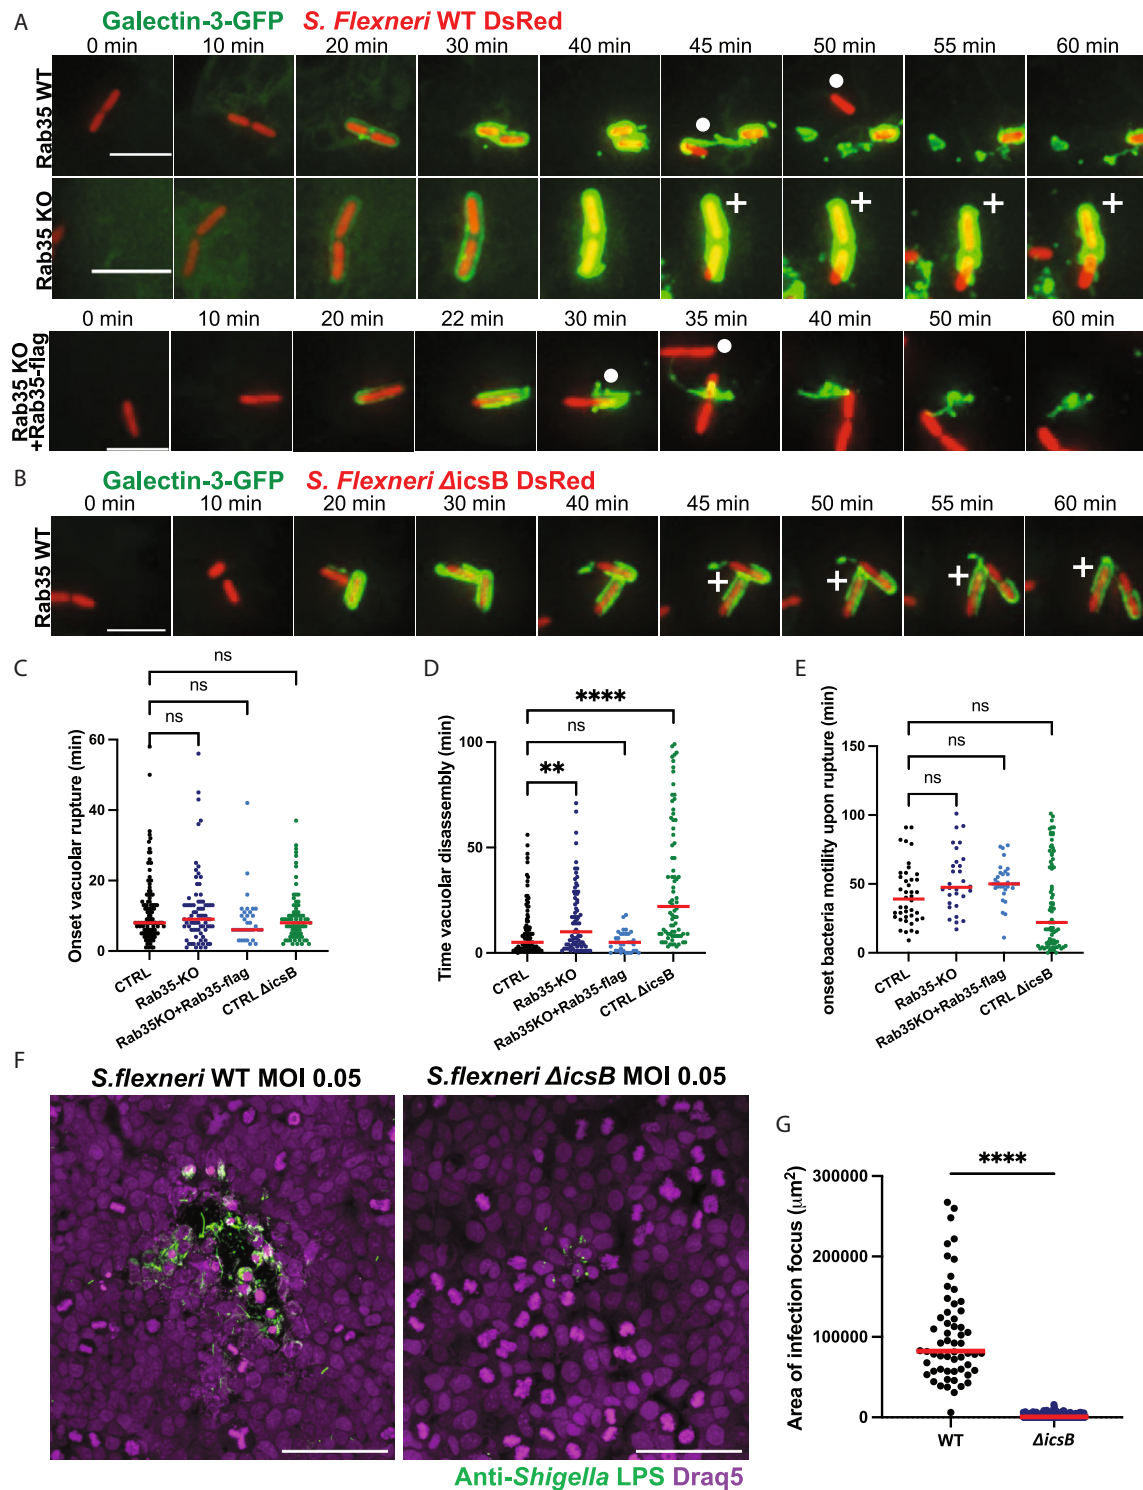 A
Galectin-3-GFP S. Flexneri WT DsRed
0 min 10 min 20 min 30 min 40 min 45 min 50 min 55 min 60 min
Rab35 WT
Rab35 KO
0 min 10 min 20 min 22 min 30 min 35 min 40 min 50 min 60 min
Rab35 KO
+Rab35-flag
B
Galectin-3-GFP S. Flexneri ΔicsB DsRed
0 min 10 min 20 min 30 min 40 min 45 min 50 min 55 min 60 min
Rab35 WT
C
ns
ns
ns
Onset vacuolar rupture (min)
60
40
20
0
CTRL
Rab35-KO
Rab35KO+Rab35-flag
CTRL ΔicsB
D
****
ns
**
Time vacuolar disassembly (min)
100
50
0
CTRL
Rab35-KO
Rab35KO+Rab35-flag
CTRL ΔicsB
E
ns
ns
ns
onset bacteria motility upon rupture (min)
150
100
50
0
CTRL
Rab35-KO
Rab35KO+Rab35-flag
CTRL ΔicsB
F
S.flexneri WT MOI 0.05
S.flexneri ΔicsB MOI 0.05
Anti-Shigella LPS Draq5
G
****
Area of infection focus (μm²)
300000
200000
100000
0
WT
ΔicsB